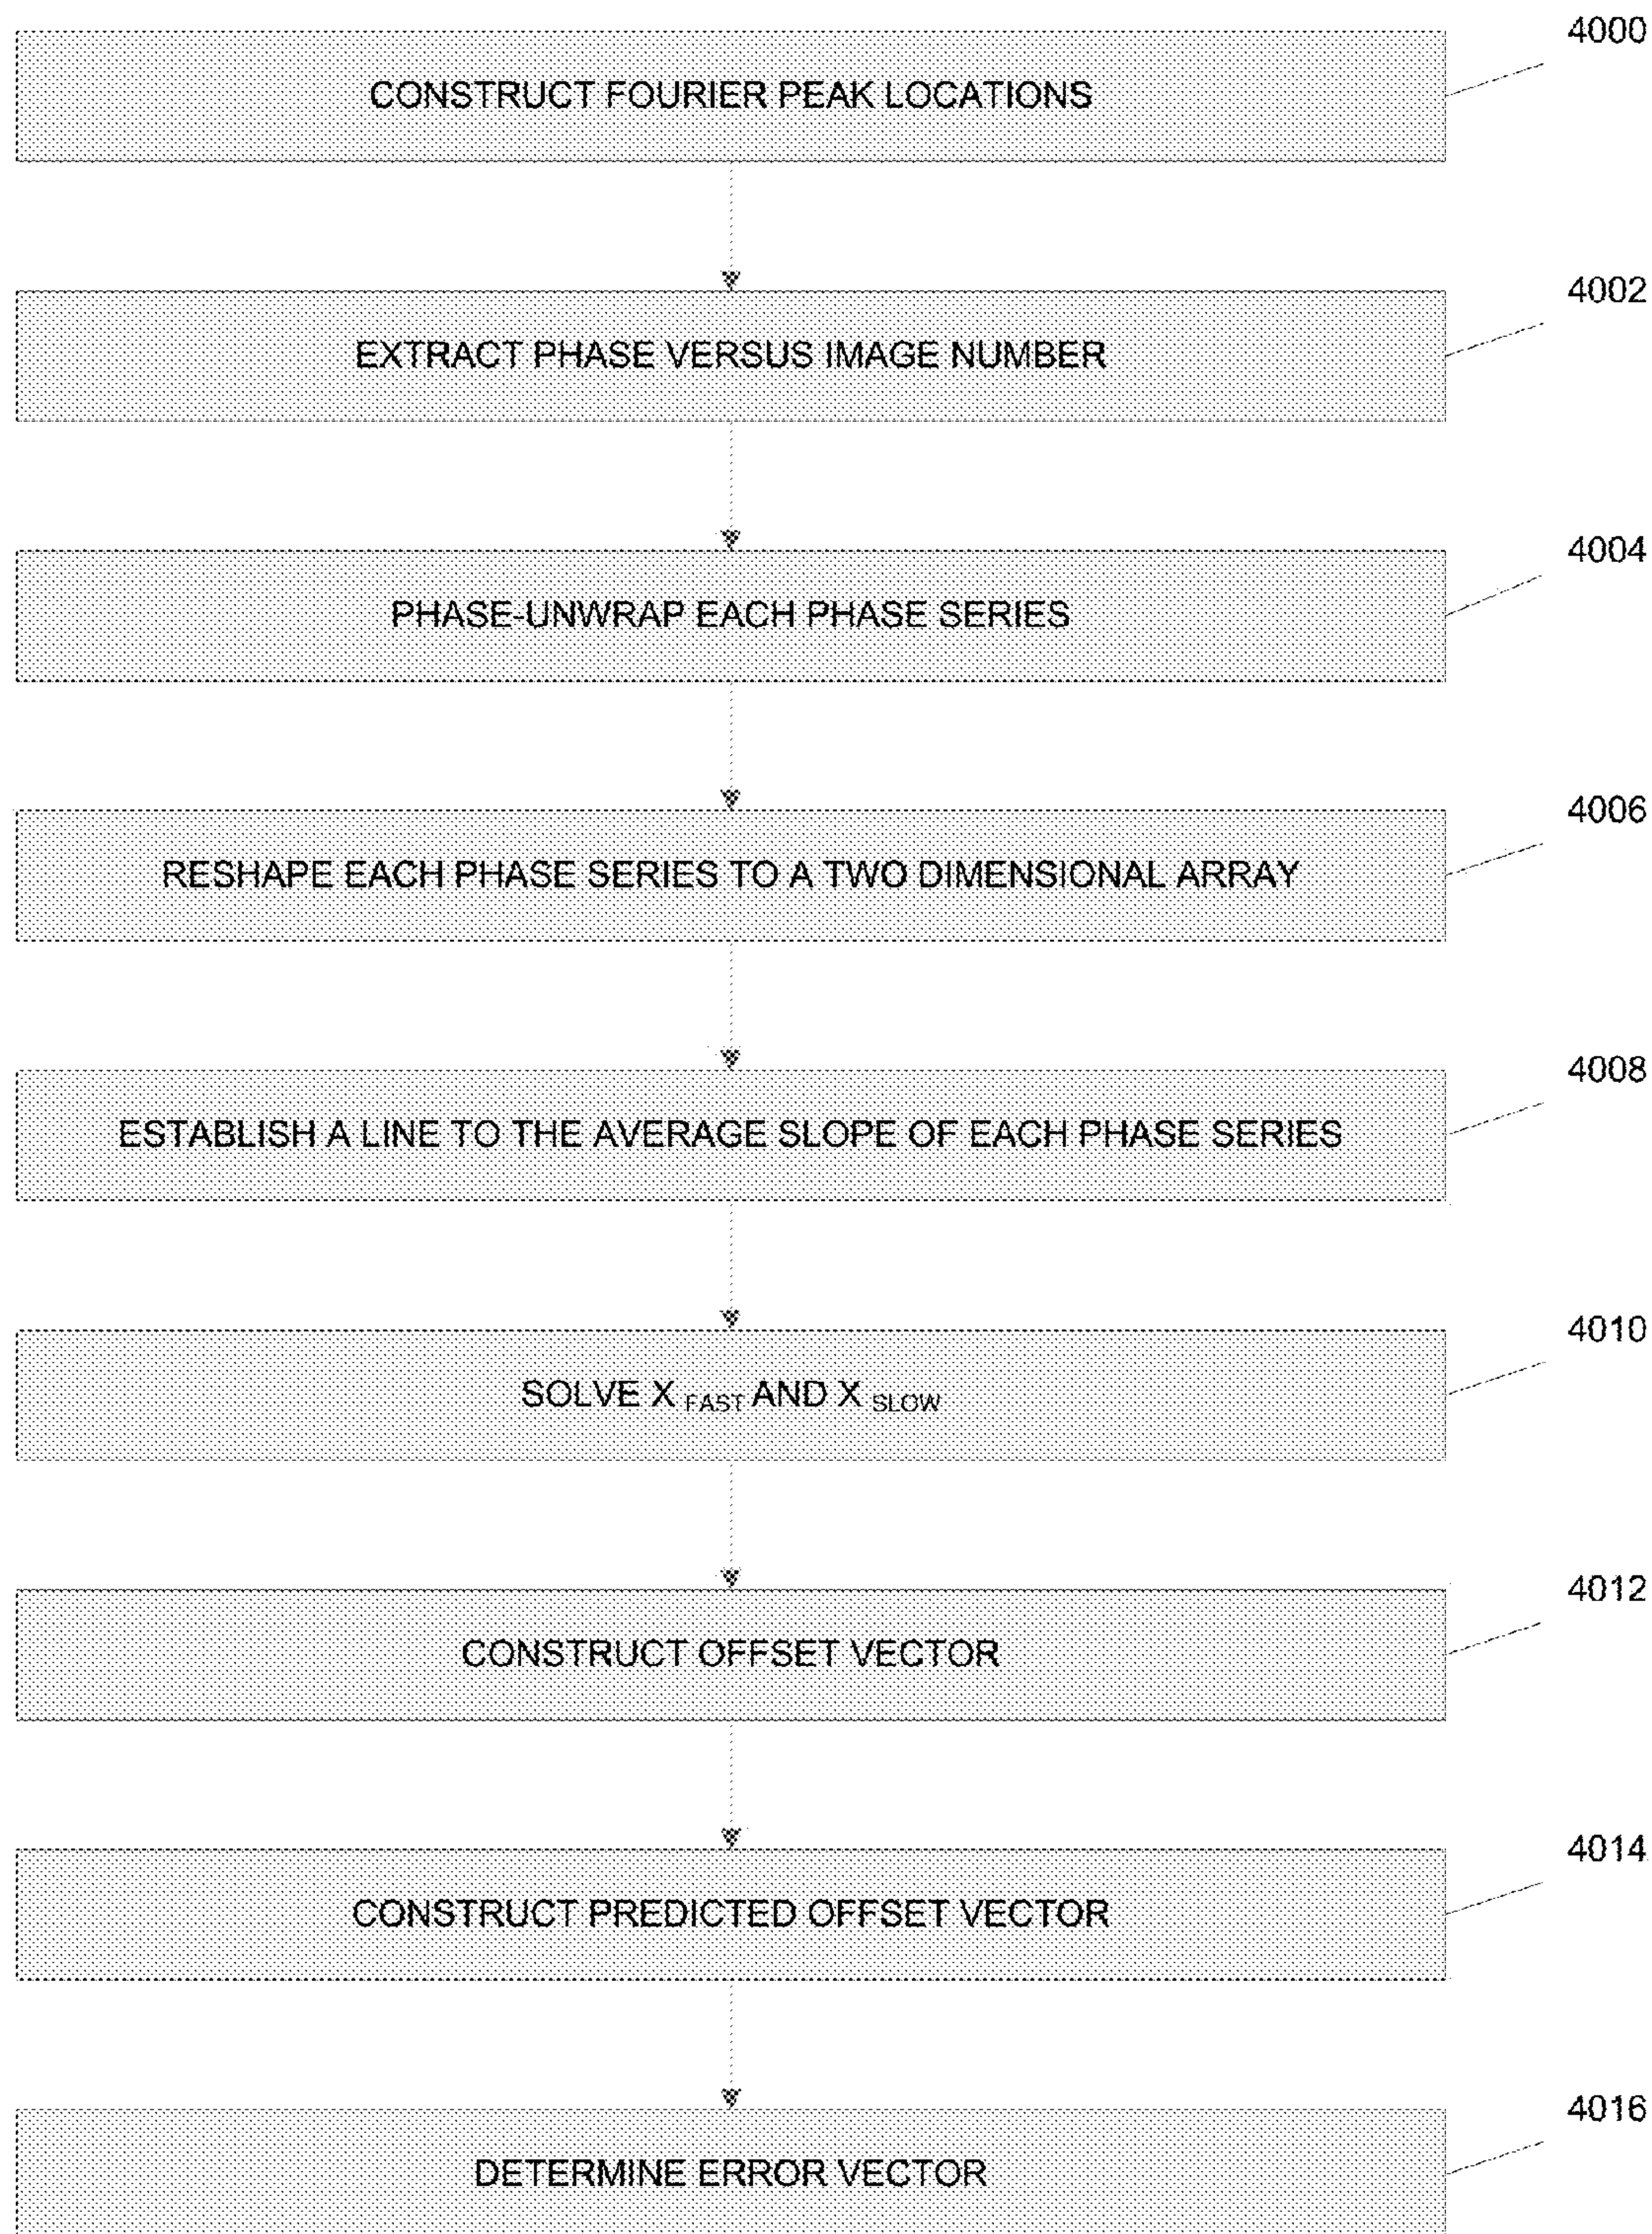 4000
CONSTRUCT FOURIER PEAK LOCATIONS
4002
EXTRACT PHASE VERSUS IMAGE NUMBER
4004
PHASE-UNWRAP EACH PHASE SERIES
4006
RESHAPE EACH PHASE SERIES TO A TWO DIMENSIONAL ARRAY
4008
ESTABLISH A LINE TO THE AVERAGE SLOPE OF EACH PHASE SERIES
4010
SOLVE X FAST AND X SLOW
4012
CONSTRUCT OFFSET VECTOR
4014
CONSTRUCT PREDICTED OFFSET VECTOR
4016
DETERMINE ERROR VECTOR